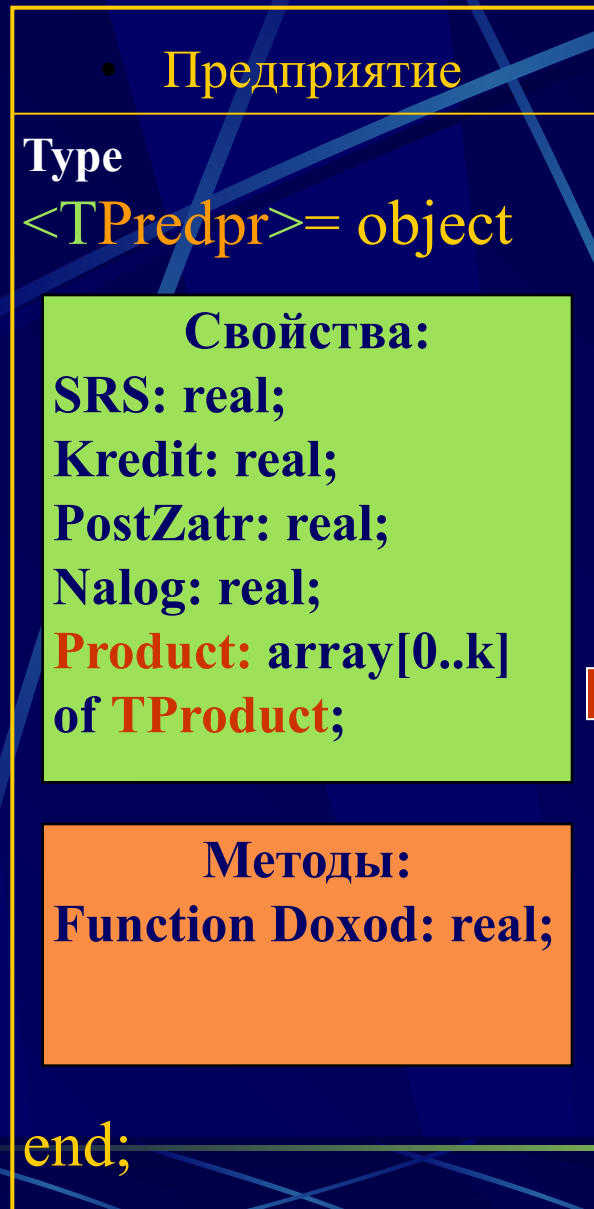 • Предприятие
Type
<TPredpr>= object
Свойства:
SRS: real;
Kredit: real;
PostZatr: real;
Nalog: real;
Product: array[0..k]
of TProduct;
Методы:
Function Doxod: real;
end;